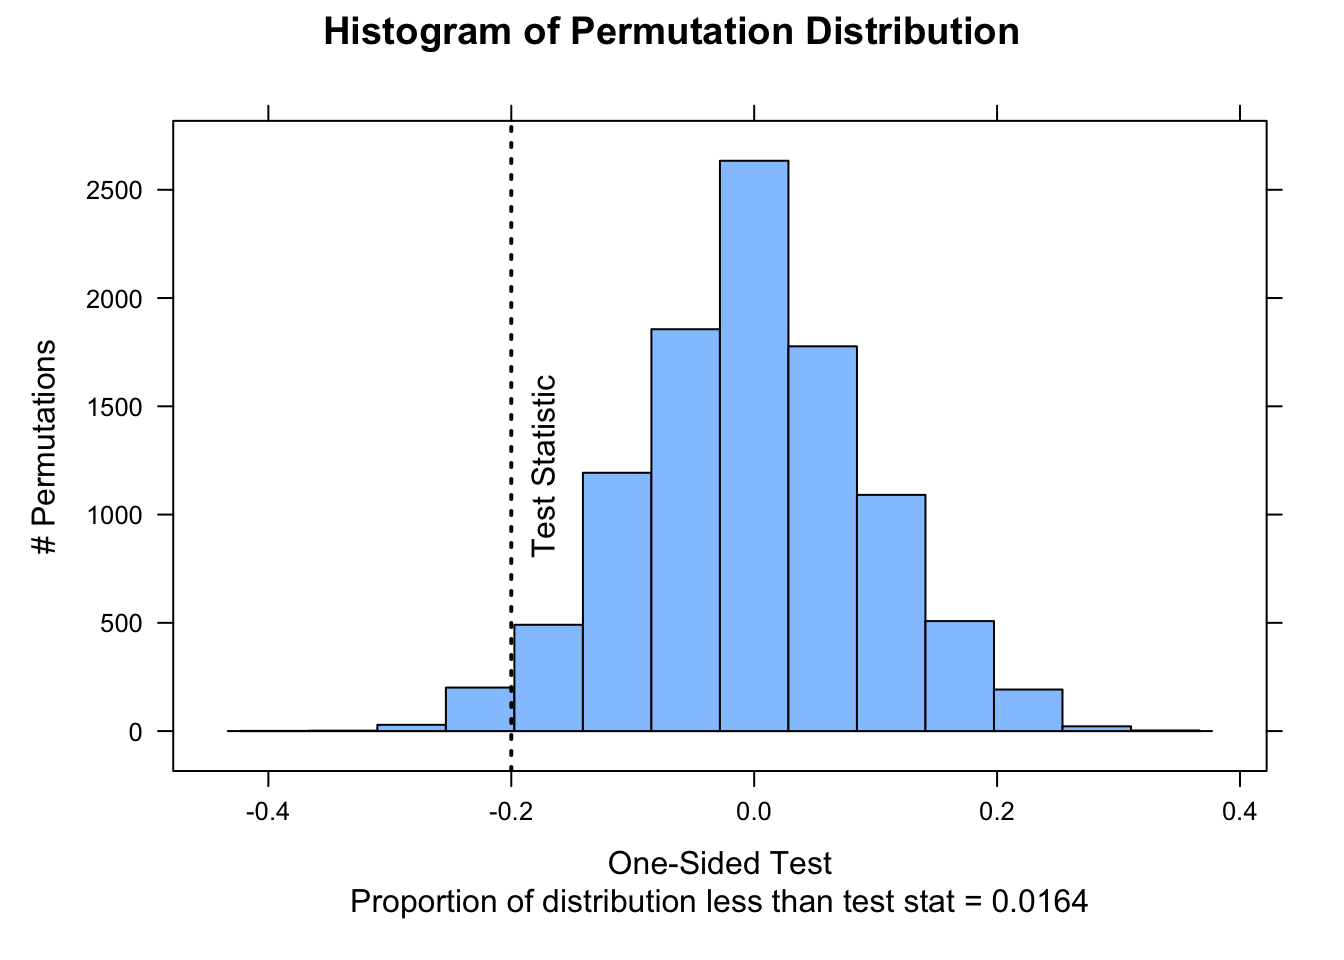 Histogram of Permutation Distribution
2500
2000
1500
1000
500
0
# Permutations
Test Statistic
-0.4
-0.2
0.0
0.2
0.4
One-Sided Test
Proportion of distribution less than test stat = 0.0164